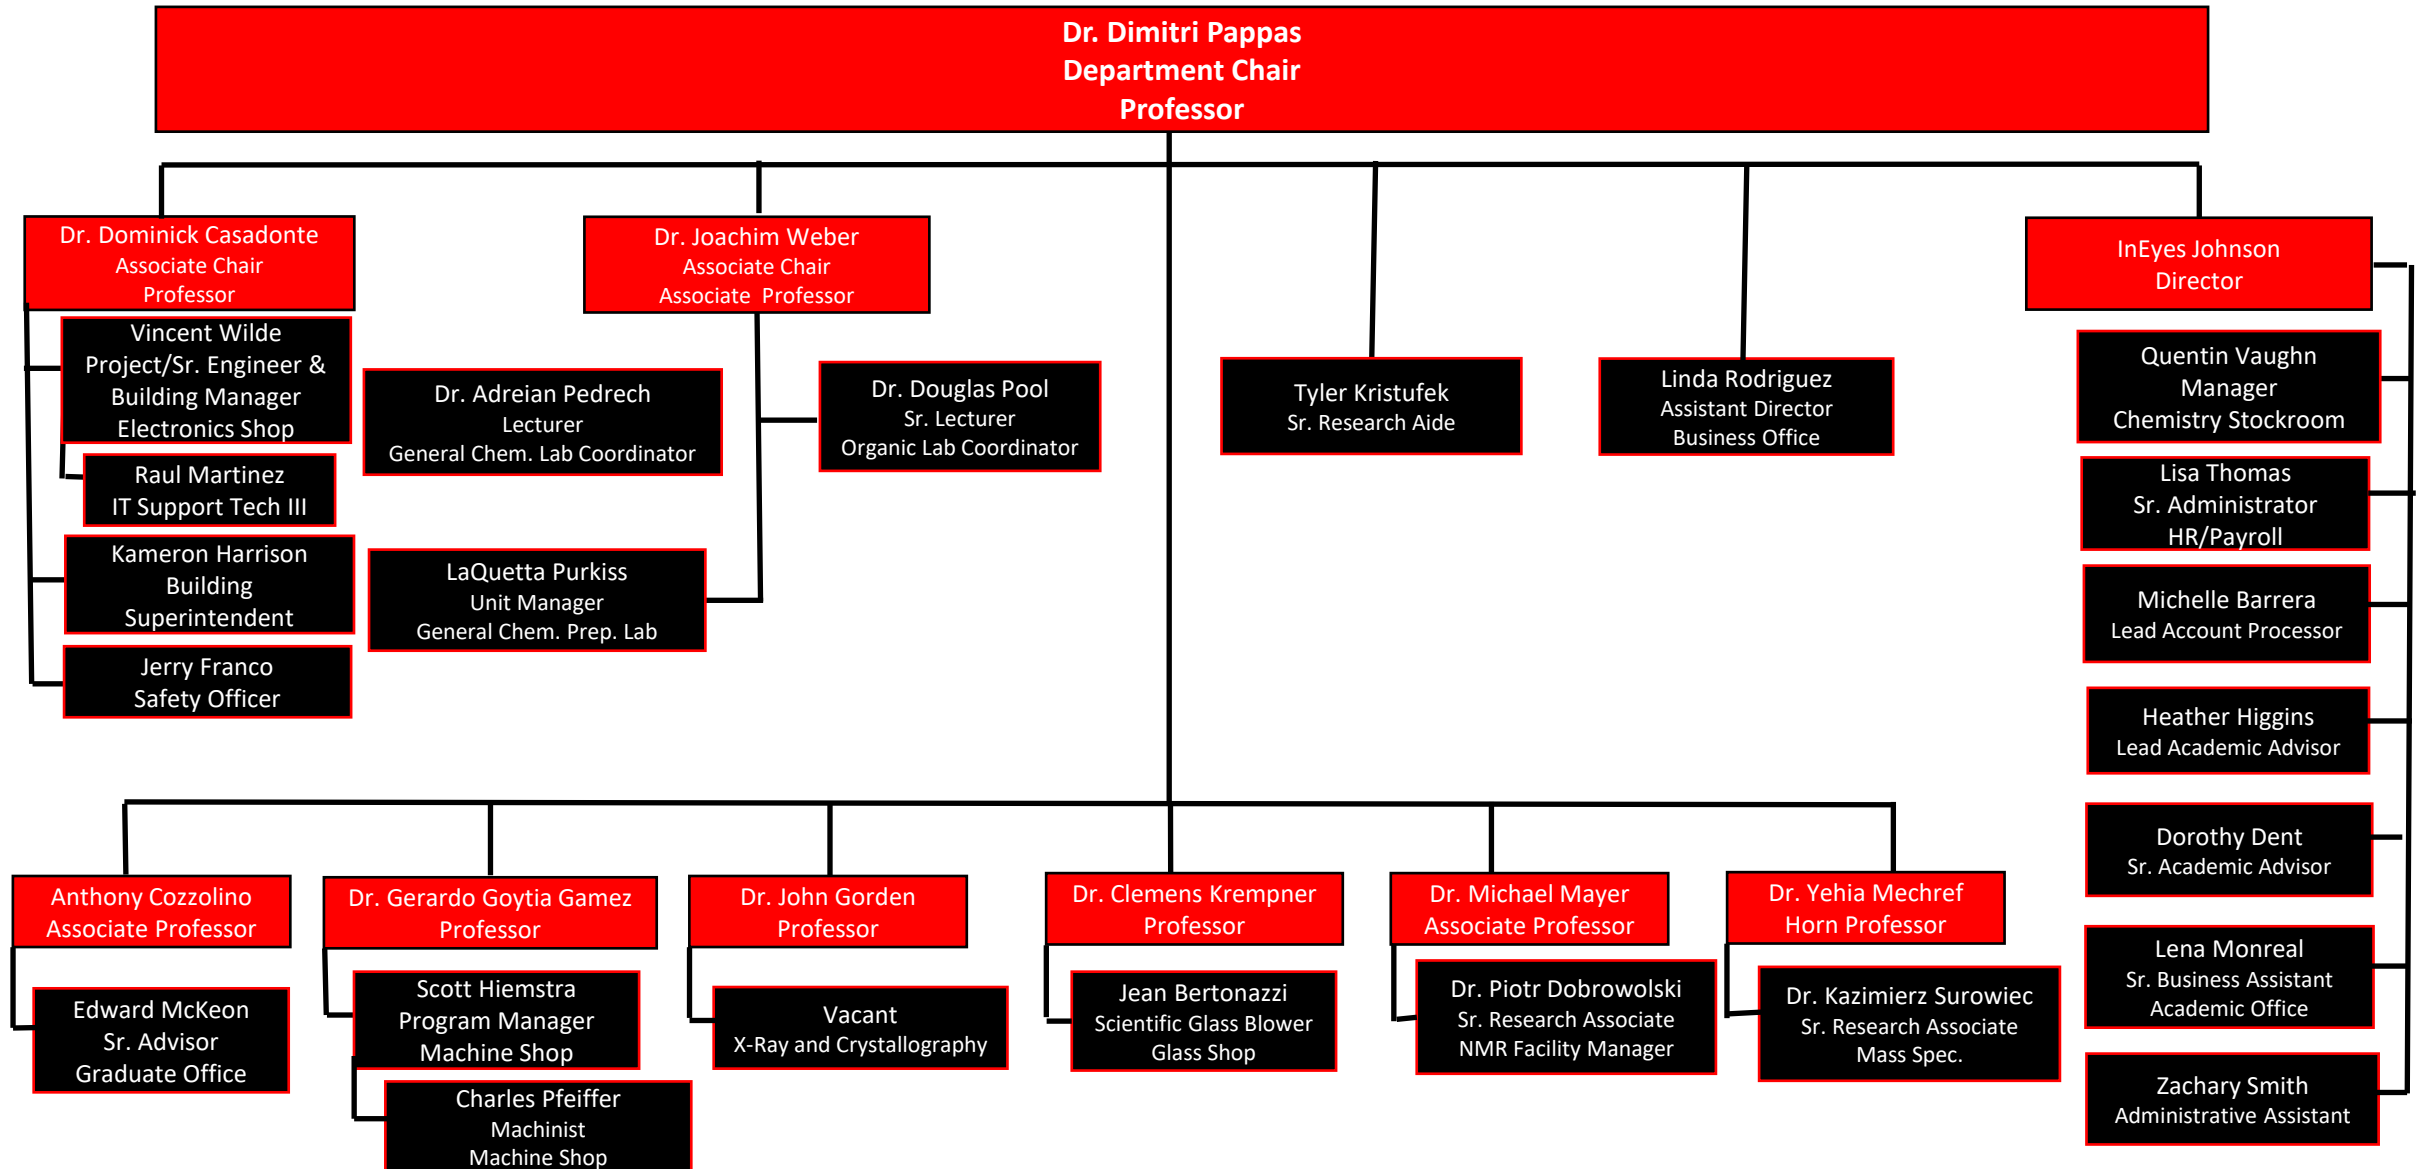 Dr. Dimitri Pappas
Department Chair
Professor
Dr. Dominick Casadonte
Associate Chair
Professor
Vincent Wilde
Project/Sr. Engineer &
Building Manager
Electronics Shop
Raul Martinez
IT Support Tech III
Kameron Harrison
Building
Superintendent
Jerry Franco
Safety Officer
Dr. Joachim Weber
Associate Chair
Associate  Professor
Dr. Adreian Pedrech
Lecturer
General Chem. Lab Coordinator
Dr. Douglas Pool
Sr. Lecturer
Organic Lab Coordinator
LaQuetta Purkiss
Unit Manager
General Chem. Prep. Lab
Tyler Kristufek
Sr. Research Aide
Linda Rodriguez
Assistant Director
Business Office
InEyes Johnson
Director
Quentin Vaughn
Manager
Chemistry Stockroom
Lisa Thomas
Sr. Administrator
HR/Payroll
Michelle Barrera
Lead Account Processor
Heather Higgins
Lead Academic Advisor
Dorothy Dent
Sr. Academic Advisor
Lena Monreal
Sr. Business Assistant
Academic Office
Zachary Smith
Administrative Assistant
Anthony Cozzolino
Associate Professor
Edward McKeon
Sr. Advisor
Graduate Office
Dr. Gerardo Goytia Gamez
Professor
Scott Hiemstra
Program Manager
Machine Shop
Charles Pfeiffer
Machinist
Machine Shop
Dr. John Gorden
Professor
Vacant
X-Ray and Crystallography
Dr. Clemens Krempner
Professor
Jean Bertonazzi
Scientific Glass Blower
Glass Shop
Dr. Michael Mayer
Associate Professor
Dr. Piotr Dobrowolski
Sr. Research Associate
NMR Facility Manager
Dr. Yehia Mechref
Horn Professor
Dr. Kazimierz Surowiec
Sr. Research Associate
Mass Spec.